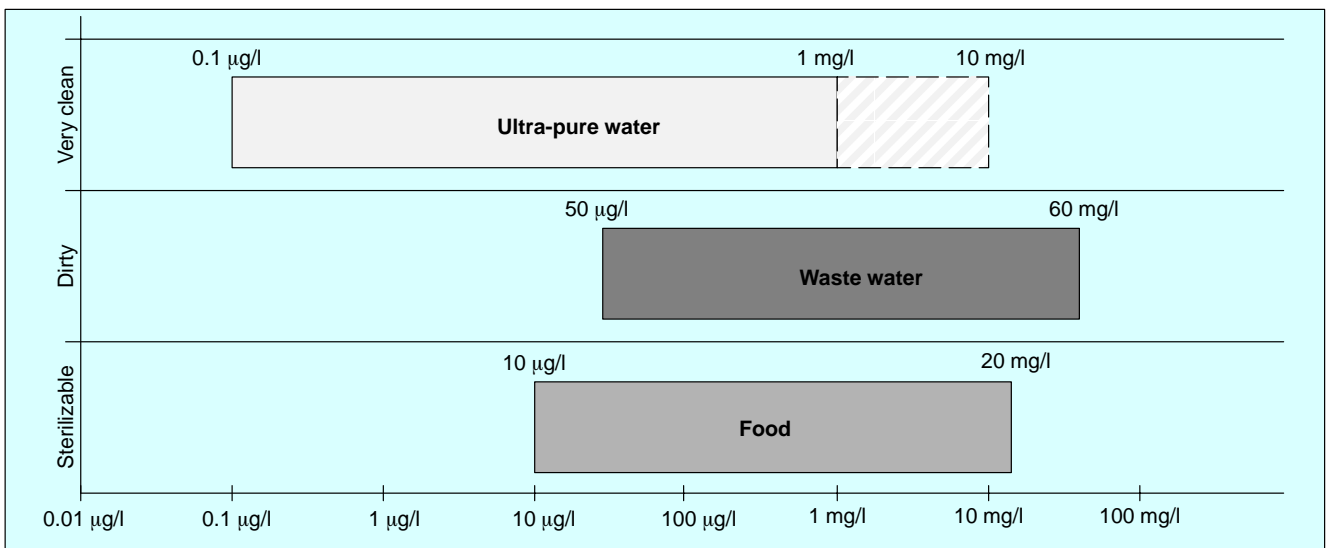 Very clean
0.1 µg/l
1 mg/l
10 mg/l
Ultra-pure water
Dirty
50 µg/l
60 mg/l
Waste water
Sterilizable
10 µg/l
20 mg/l
Food
0.01 µg/l
0.1 µg/l
1 µg/l
10 µg/l
100 µg/l
1 mg/l
10 mg/l
100 mg/l